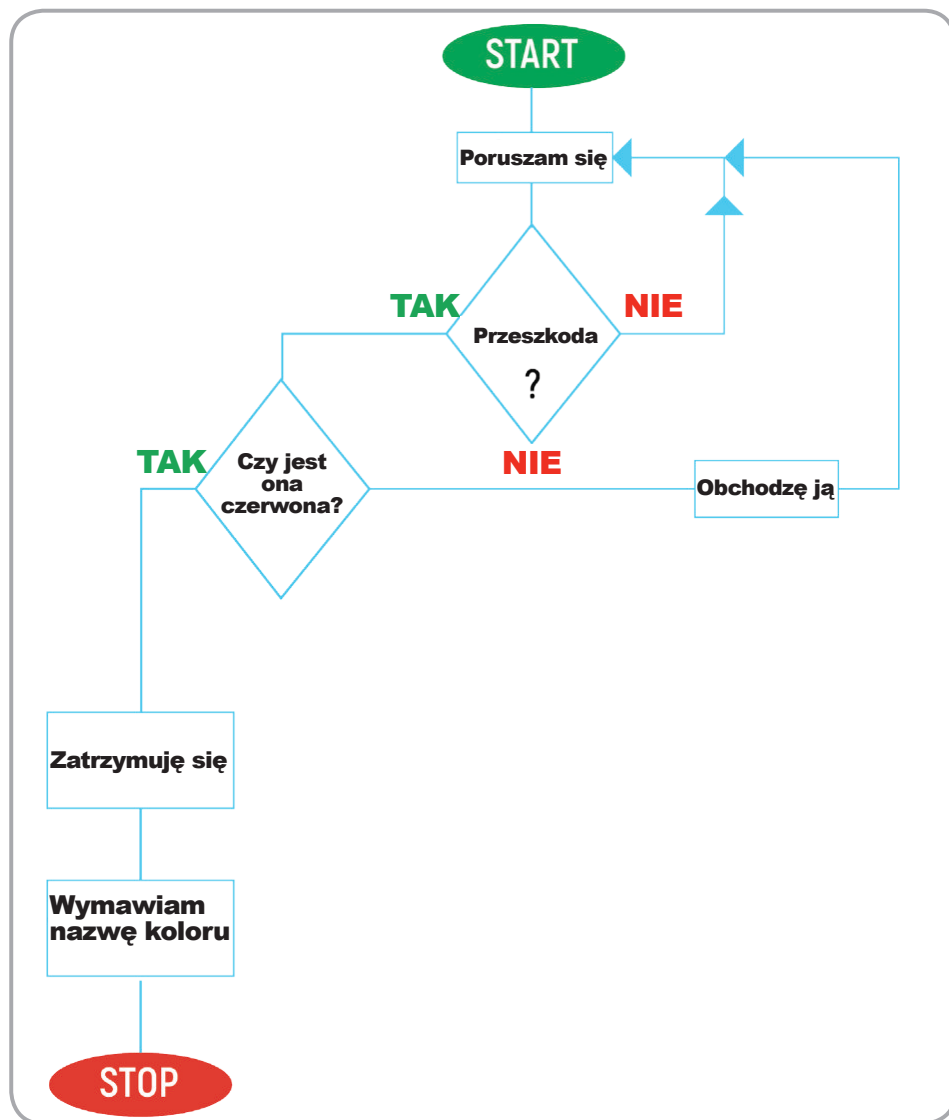 START
Poruszam się
TAK
NIE
Przeszkoda
?
TAK
Czy jest
ona
czerwona?
NIE
Obchodzę ją
Zatrzymuję się
Wymawiam
nazwę koloru
STOP